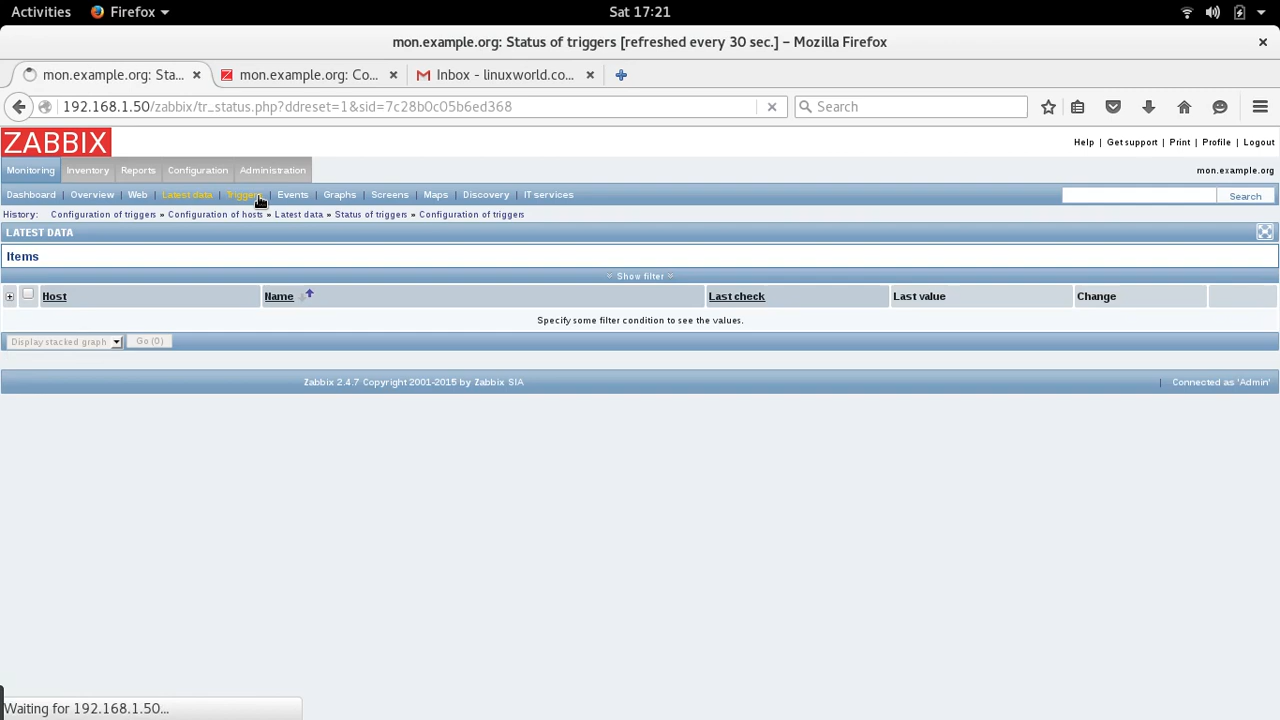 Activities Firefox Sat 17:21
mon.example.org: Status of triggers [refreshed every 30 sec.] – Mozilla Firefox
mon.example.org: Sta... mon.example.org: Co... Inbox - linuxworld.co...
192.168.1.50/zabbix/tr_status.php?ddreset=1&sid=7c28b0c05b6ed368 Search
ZABBIX Help | Get support | Print | Profile | Logout
Monitoring Inventory Reports Configuration Administration mon.example.org
Dashboard | Overview | Web | Latest data | Triggers | Events | Graphs | Screens | Maps | Discovery | IT services Search
History: Configuration of triggers » Configuration of hosts » Latest data » Status of triggers » Configuration of triggers
LATEST DATA
Items
Show filter
Host Name Last check Last value Change
Specify some filter condition to see the values.
Display stacked graph Go (0)
Zabbix 2.4.7 Copyright 2001-2015 by Zabbix SIA | Connected as 'Admin'
Waiting for 192.168.1.50...